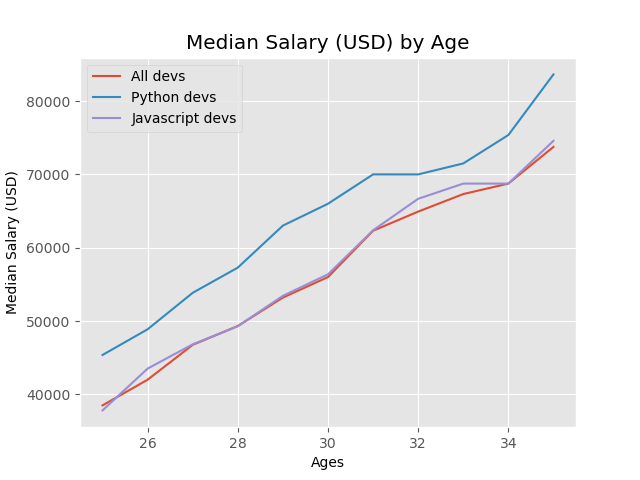 Median Salary (USD) by Age
All devs
Python devs
Javascript devs
80000
70000
60000
50000
40000
Median Salary (USD)
26 28 30 32 34
Ages